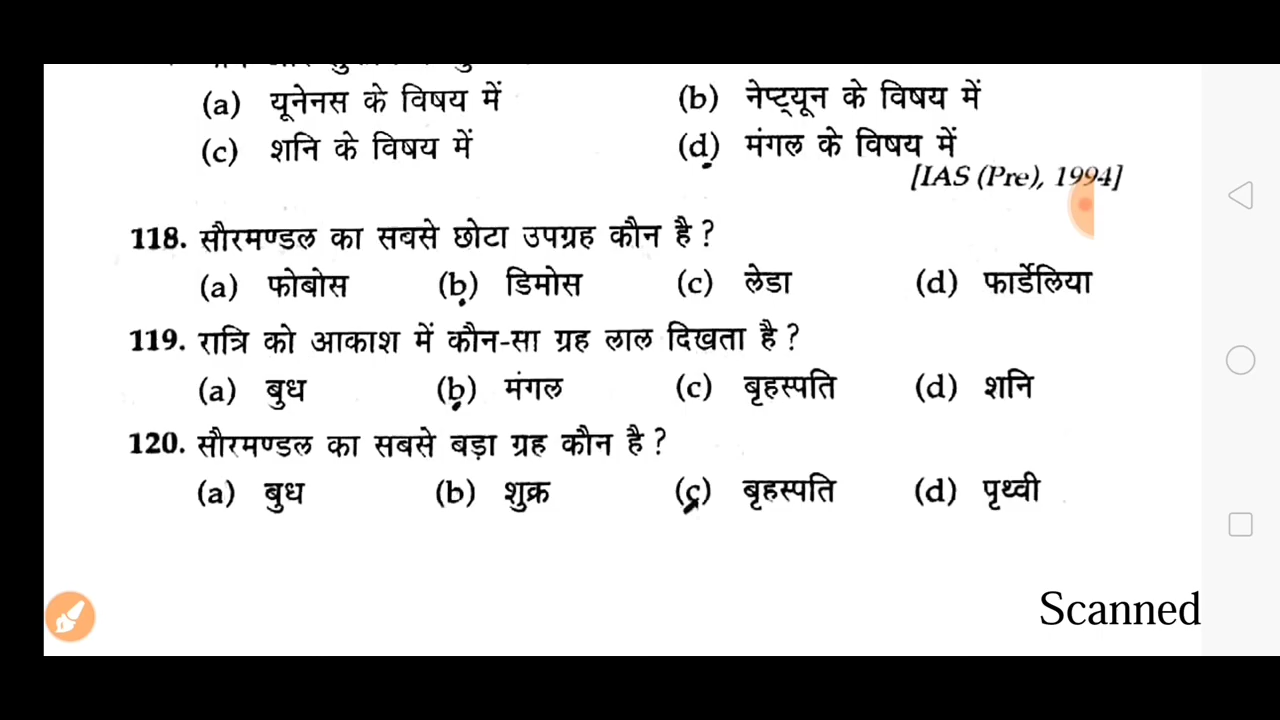 (a) यूनेनस के विषय में (b) नेप्ट्यून के विषय में
(c) शनि के विषय में (d) मंगल के विषय में
[IAS (Pre), 1994]
118. सौरमण्डल का सबसे छोटा उपग्रह कौन है ?
(a) फोबोस (b) डिमोस (c) लेडा (d) फार्डेलिया
119. रात्रि को आकाश में कौन-सा ग्रह लाल दिखता है ?
(a) बुध (b) मंगल (c) बृहस्पति (d) शनि
120. सौरमण्डल का सबसे बड़ा ग्रह कौन है ?
(a) बुध (b) शुक्र (c) बृहस्पति (d) पृथ्वी
Scanned